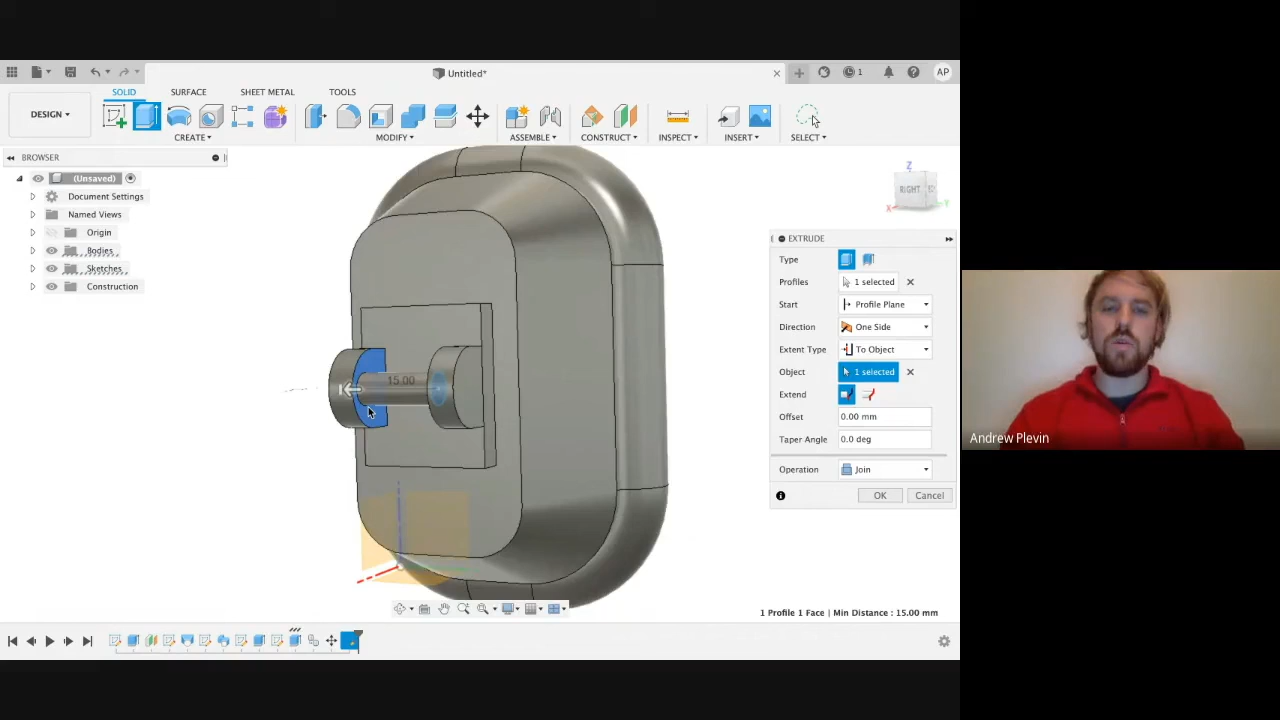 Untitled*
1
AP
DESIGN
SOLID
SURFACE
SHEET METAL
TOOLS
CREATE
MODIFY
ASSEMBLE
CONSTRUCT
INSPECT
INSERT
SELECT
BROWSER
(Unsaved)
Document Settings
Named Views
Origin
Bodies
Sketches
Construction
Z
RIGHT
X
Y
15.00
EXTRUDE
Type
Profiles 1 selected
Start Profile Plane
Direction One Side
Extent Type To Object
Object 1 selected
Extend
Offset 0.00 mm
Taper Angle 0.0 deg
Operation Join
OK Cancel
1 Profile 1 Face | Min Distance : 15.00 mm
Andrew Plevin